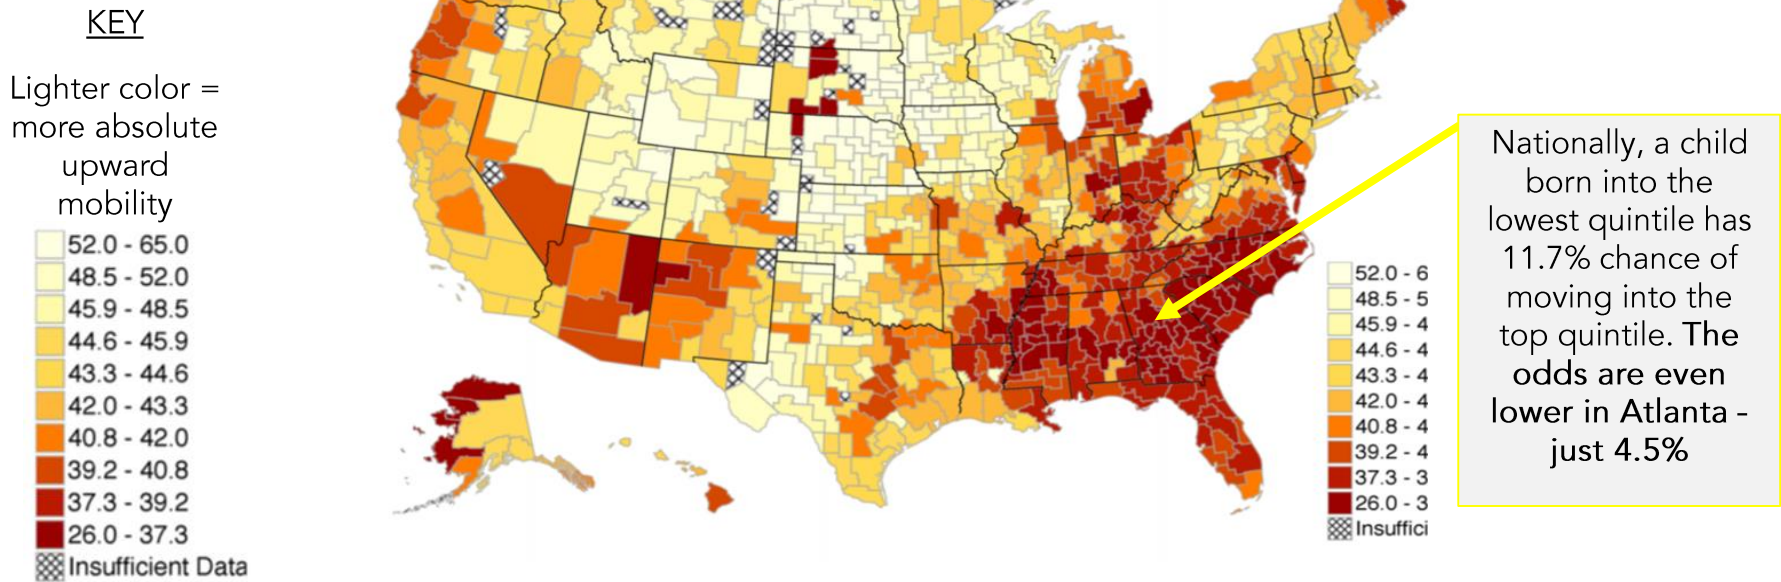 KEY
Lighter color =
more absolute
upward
mobility
52.0 - 65.0
48.5 - 52.0
45.9 - 48.5
44.6 - 45.9
43.3 - 44.6
42.0 - 43.3
40.8 - 42.0
39.2 - 40.8
37.3 - 39.2
26.0 - 37.3
Insufficient Data
52.0 - 6
48.5 - 5
45.9 - 4
44.6 - 4
43.3 - 4
42.0 - 4
40.8 - 4
39.2 - 4
37.3 - 3
26.0 - 3
Insuffici
Nationally, a child
born into the
lowest quintile has
11.7% chance of
moving into the
top quintile. The
odds are even
lower in Atlanta -
just 4.5%